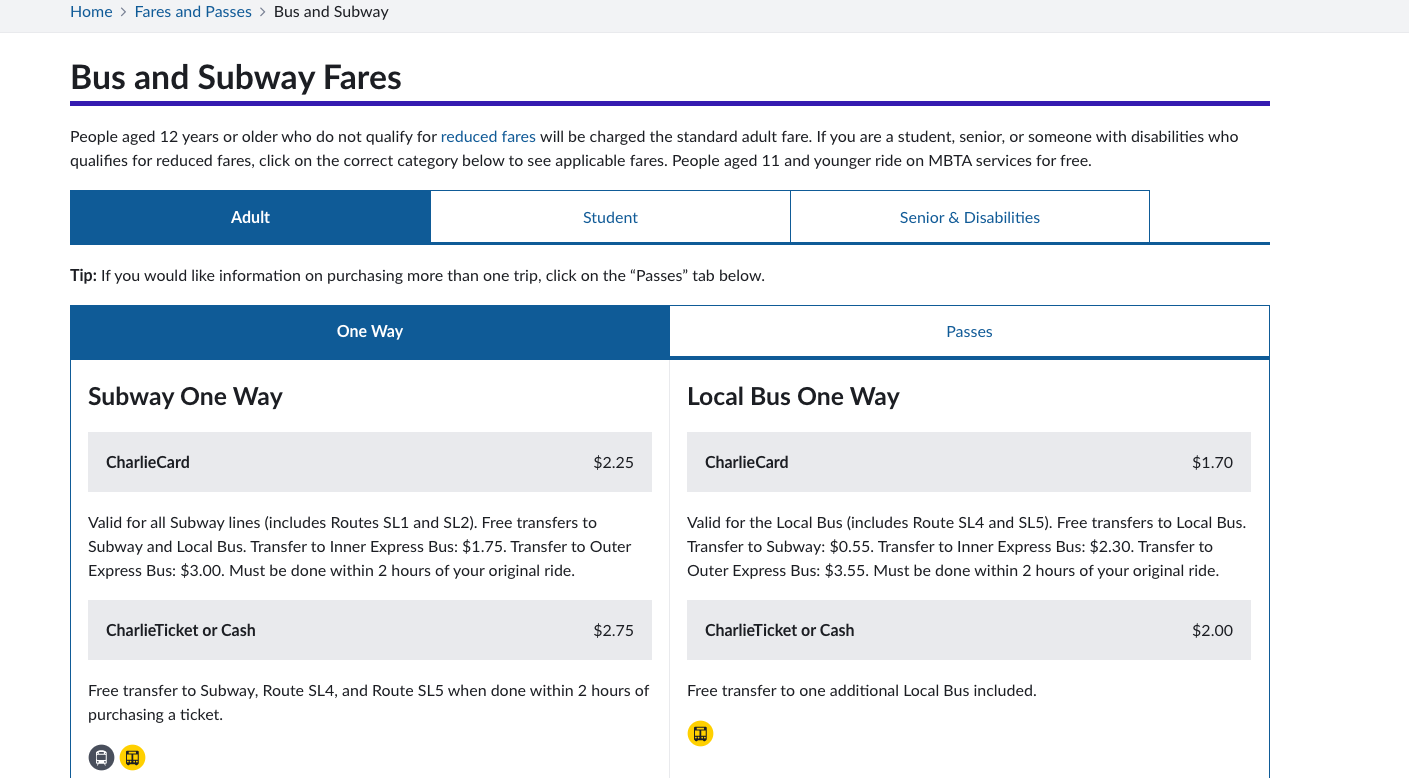 Home > Fares and Passes > Bus and Subway
Bus and Subway Fares
People aged 12 years or older who do not qualify for reduced fares will be charged the standard adult fare. If you are a student, senior, or someone with disabilities who
qualifies for reduced fares, click on the correct category below to see applicable fares. People aged 11 and younger ride on MBTA services for free.
Adult
Student
Senior & Disabilities
Tip: If you would like information on purchasing more than one trip, click on the “Passes” tab below.
One Way
Passes
Subway One Way
CharlieCard $2.25
Valid for all Subway lines (includes Routes SL1 and SL2). Free transfers to
Subway and Local Bus. Transfer to Inner Express Bus: $1.75. Transfer to Outer
Express Bus: $3.00. Must be done within 2 hours of your original ride.
CharlieTicket or Cash $2.75
Free transfer to Subway, Route SL4, and Route SL5 when done within 2 hours of
purchasing a ticket.
Local Bus One Way
CharlieCard $1.70
Valid for the Local Bus (includes Route SL4 and SL5). Free transfers to Local Bus.
Transfer to Subway: $0.55. Transfer to Inner Express Bus: $2.30. Transfer to
Outer Express Bus: $3.55. Must be done within 2 hours of your original ride.
CharlieTicket or Cash $2.00
Free transfer to one additional Local Bus included.